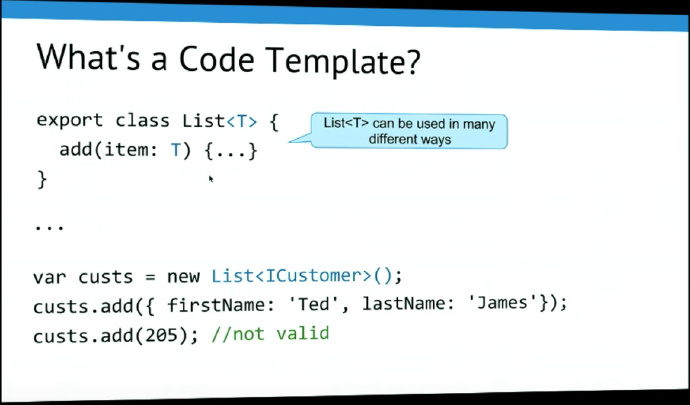 What's a Code Template?
export class List<T> {
add(item: T) {...}
}
List<T> can be used in many
different ways
...
var custs = new List<ICustomer>();
custs.add({ firstName: 'Ted', lastName: 'James'});
custs.add(205); //not valid